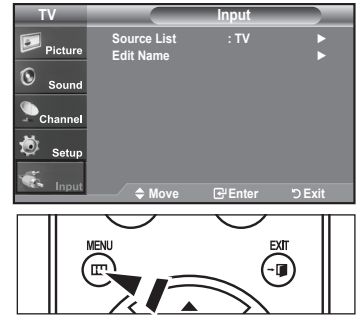 TV Input
Picture
Source List : TV ►
Edit Name ►
Sound
Channel
Setup
Input
Move Enter Exit
MENU EXIT